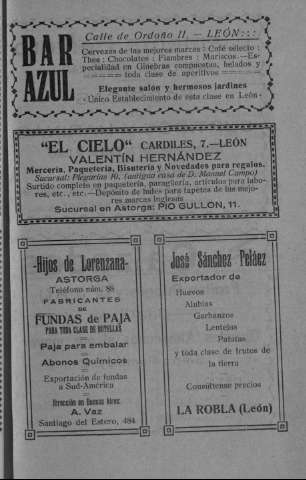 BAR AZUL
Calle de Ordoño II, - LEÓN:::
Cervezas de las mejores marcas : Café selecto :
Thes : Chocolates : Fiambres : Mariscos.—Es-
pecialidad en Ginebras compuestas, helados y
toda clase de aperitivos
Elegante salón y hermosos jardines
- Unico Establecimiento de esta clase en León -
"EL CIELO" CARDILES, 7.—LEÓN
VALENTÍN HERNÁNDEZ
Mercería, Paquetería, Bisutería y Novedades para regalos.
Sucursal: Plegarias 10, (antigua casa de D. Manuel Campo)
Surtido completo en paquetería, paragüería, artículos para labo-
res, etc., etc.—Depósito de hules para tapetes de las mejo-
res marcas inglesas
Sucursal en Astorga: PIO GULLON, 11.
-Hijos de Lorenzana-
ASTORGA
Teléfono núm. 88
FABRICANTES
DE
FUNDAS de PAJA
PARA TODA CLASE DE BOTELLAS
Paja para embalar
Abonos Químicos
Exportación de fundas
a Sud-América
Dirección en Buenos Aires:
A. Vaz
Santiago del Estero, 484
José Sánchez Peláez
Exportador de
Huevos
Alubias
Garbanzos
Lentejas
Patatas
y toda clase de frutos de
la tierra
Consúltense precios
LA ROBLA (León)